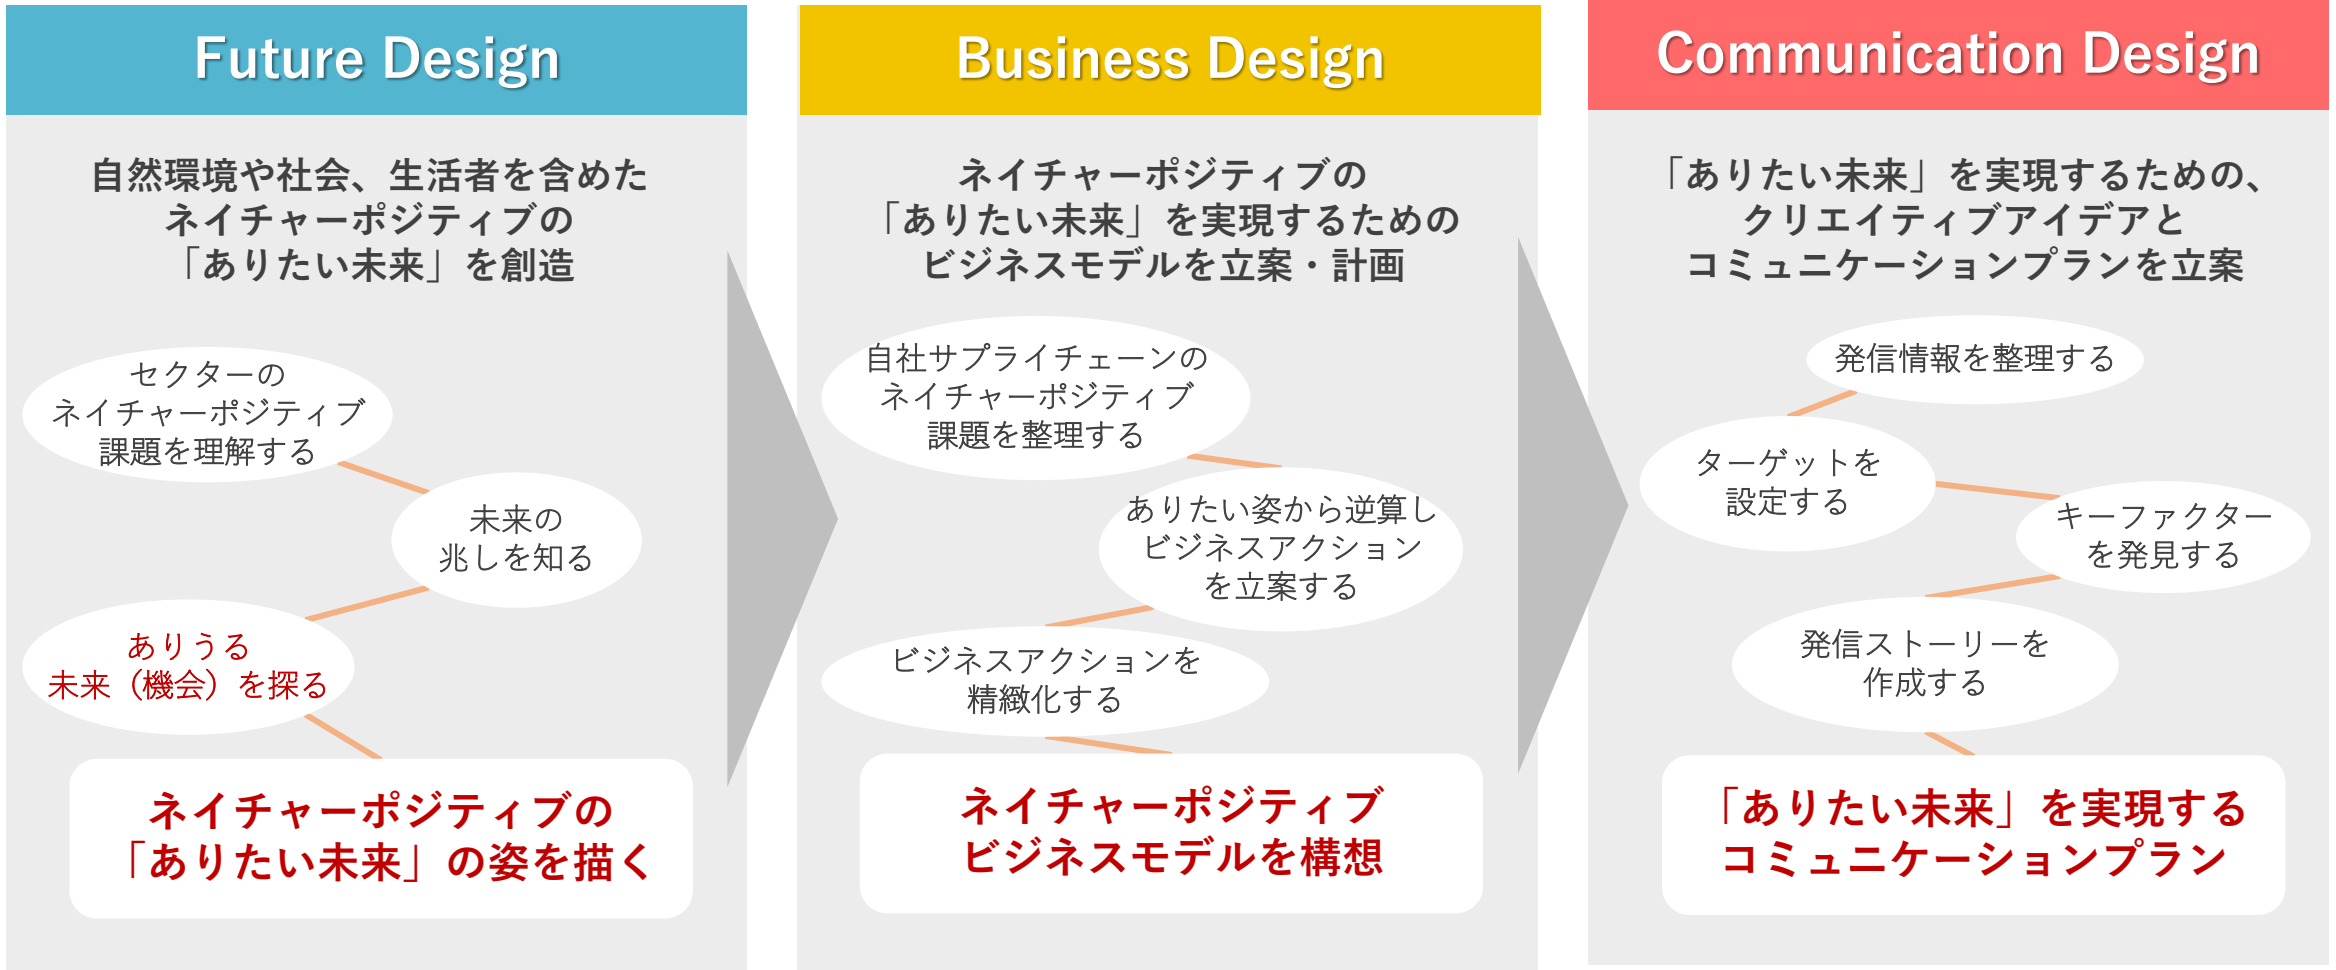 Future Design
自然環境や社会、生活者を含めた
ネイチャーポジティブの
「ありたい未来」を創造
セクターの
ネイチャーポジティブ
課題を理解する
未来の
兆しを知る
ありうる
未来（機会）を探る
ネイチャーポジティブの
「ありたい未来」の姿を描く
Business Design
ネイチャーポジティブの
「ありたい未来」を実現するための
ビジネスモデルを立案・計画
自社サプライチェーンの
ネイチャーポジティブ
課題を整理する
ありたい姿から逆算し
ビジネスアクション
を立案する
ビジネスアクションを
精緻化する
ネイチャーポジティブ
ビジネスモデルを構想
Communication Design
「ありたい未来」を実現するための、
クリエイティブアイデアと
コミュニケーションプランを立案
発信情報を整理する
ターゲットを
設定する
キーファクター
を発見する
発信ストーリーを
作成する
「ありたい未来」を実現する
コミュニケーションプラン